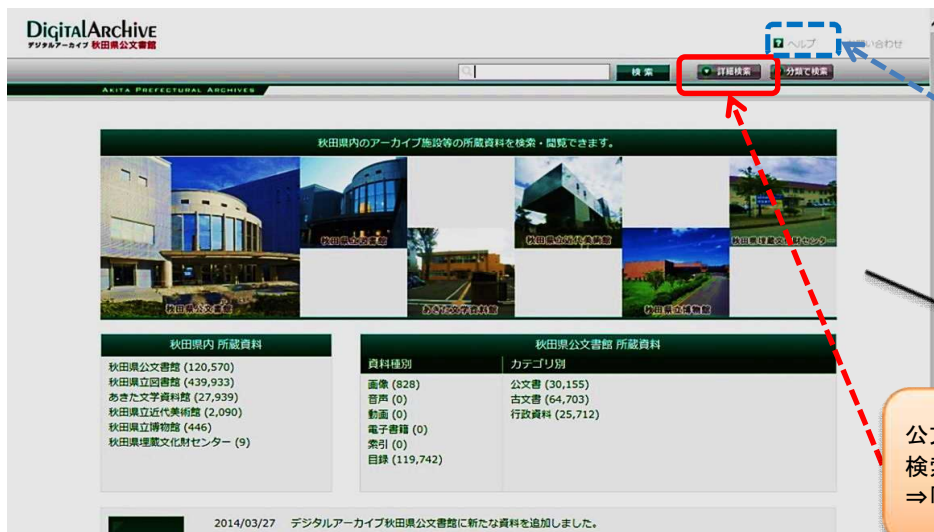 DIGITALARCHIVE
デジタルアーカイブ 秋田県公文書館
ヘルプ
い合わせ
検 索
詳細検索
分類で検索
AKITA PREFECTURAL ARCHIVES
秋田県内のアーカイブ施設等の所蔵資料を検索・閲覧できます。
秋田県公文書館
秋田県立図書館
あきた文学資料館
秋田県立近代美術館
秋田県立博物館
秋田県埋蔵文化財センター
秋田県内 所蔵資料
秋田県公文書館 (120,570)
秋田県立図書館 (439,933)
あきた文学資料館 (27,939)
秋田県立近代美術館 (2,090)
秋田県立博物館 (446)
秋田県埋蔵文化財センター (9)
秋田県公文書館 所蔵資料
資料種別
画像 (828)
音声 (0)
動画 (0)
電子書籍 (0)
索引 (0)
目録 (119,742)
カテゴリ別
公文書 (30,155)
古文書 (64,703)
行政資料 (25,712)
公
検
⇒「
2014/03/27 デジタルアーカイブ秋田県公文書館に新たな資料を追加しました。